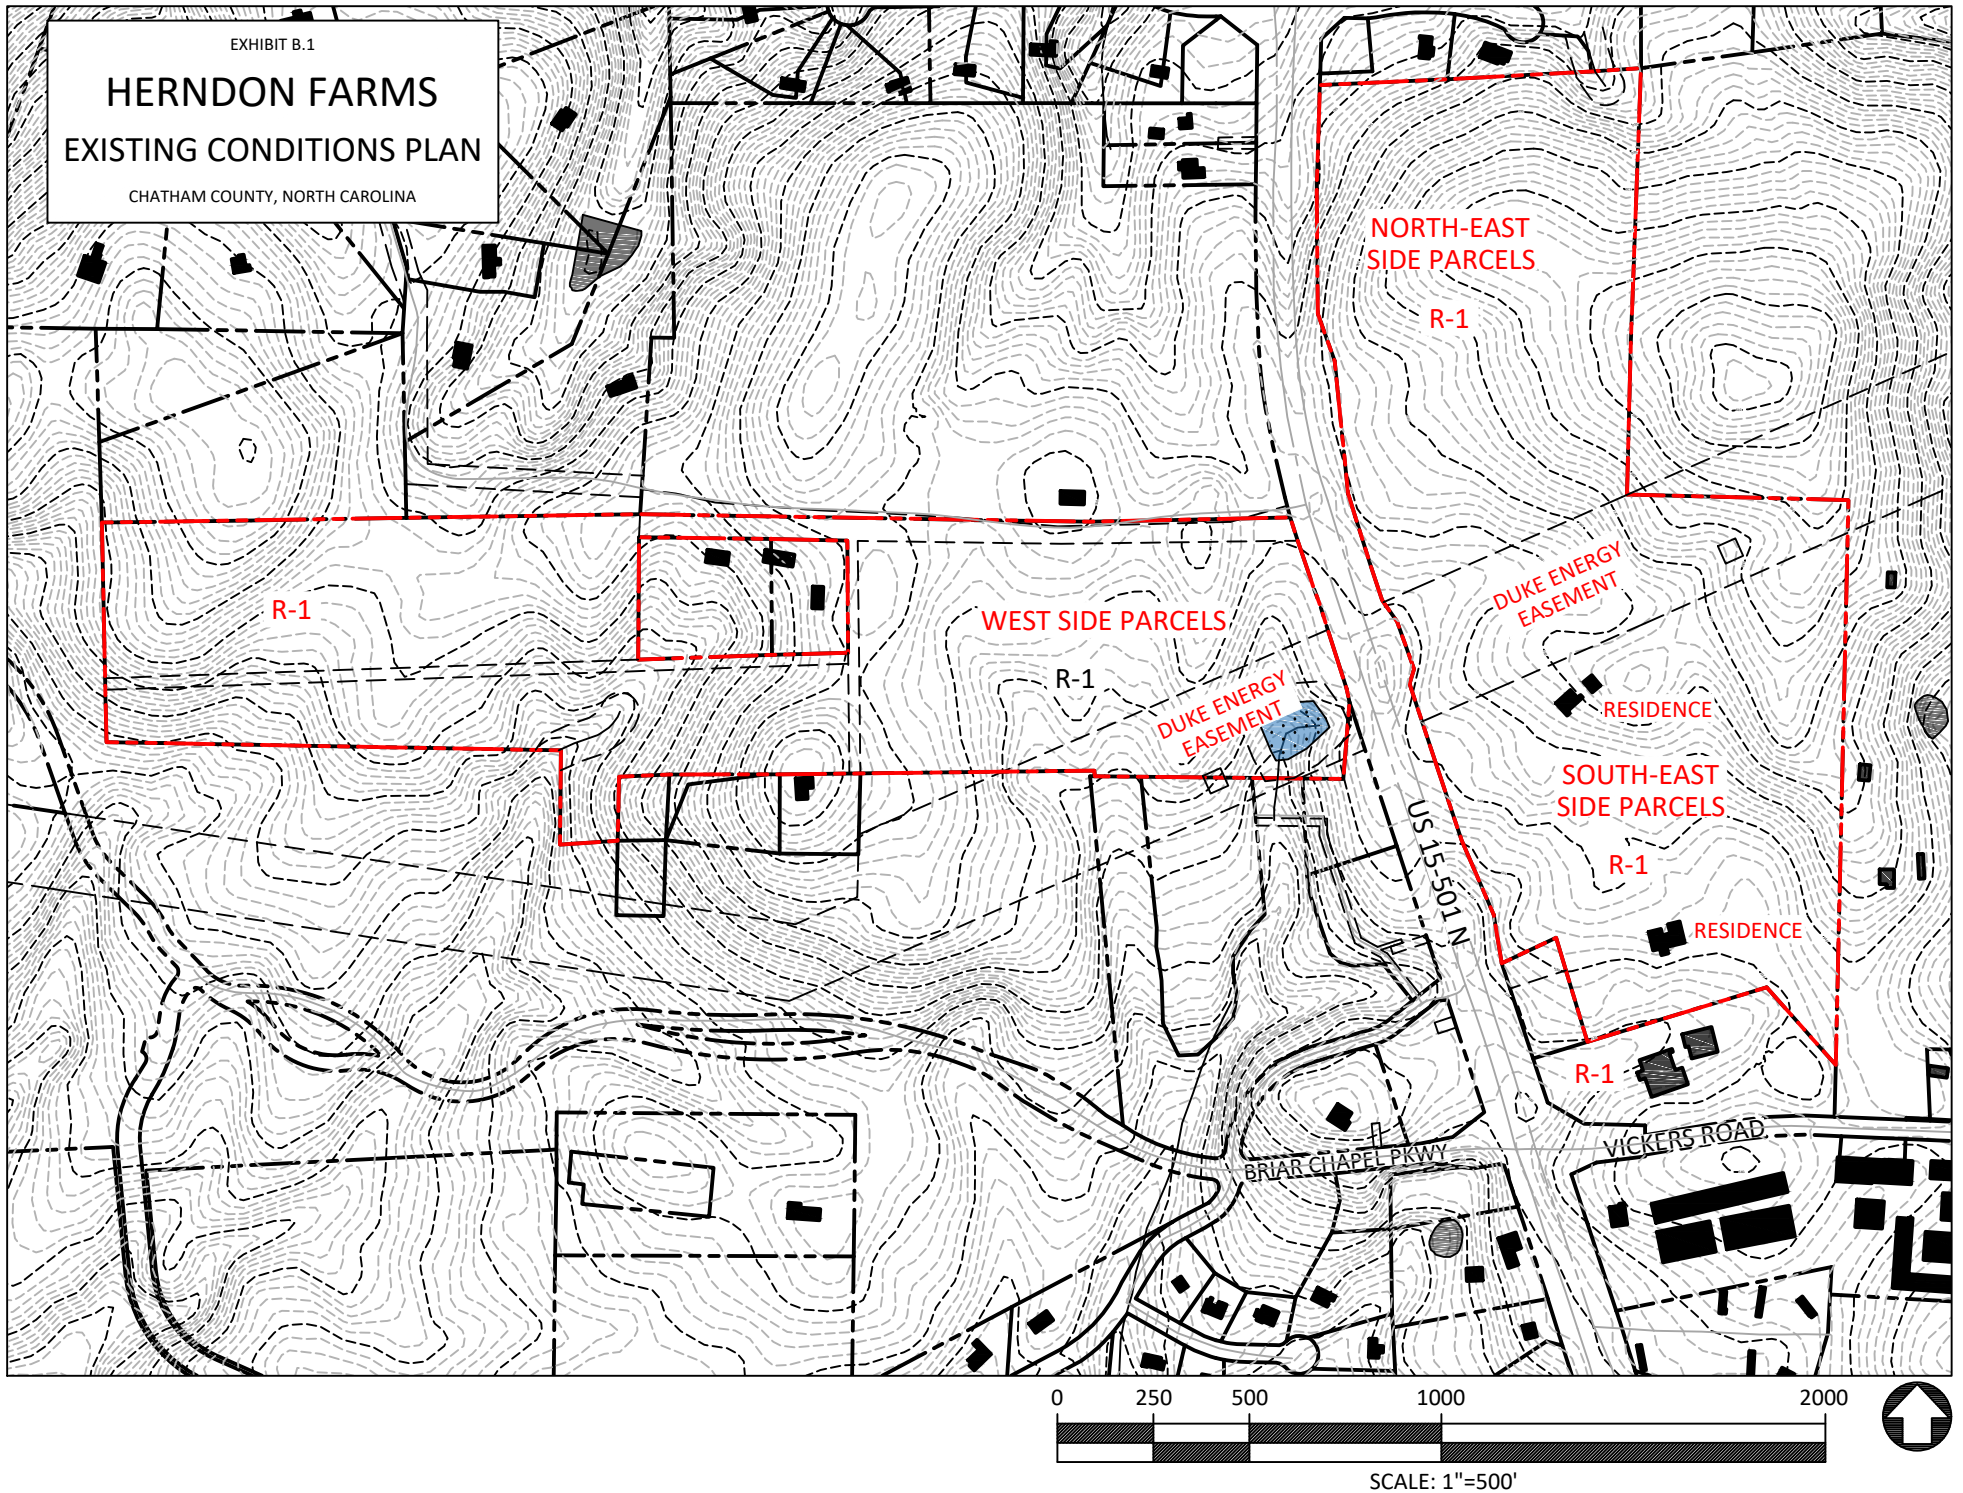 EXHIBIT B.1
HERNDON FARMS
EXISTING CONDITIONS PLAN
CHATHAM COUNTY, NORTH CAROLINA
NORTH-EAST
SIDE PARCELS
R-1
DUKE ENERGY
EASEMENT
R-1
WEST SIDE PARCELS
R-1
DUKE ENERGY
EASEMENT
RESIDENCE
SOUTH-EAST
SIDE PARCELS
R-1
US 15-501 N
RESIDENCE
R-1
VICKERS ROAD
BRIAR CHAPEL PKWY
0 250 500 1000 2000
SCALE: 1"=500'